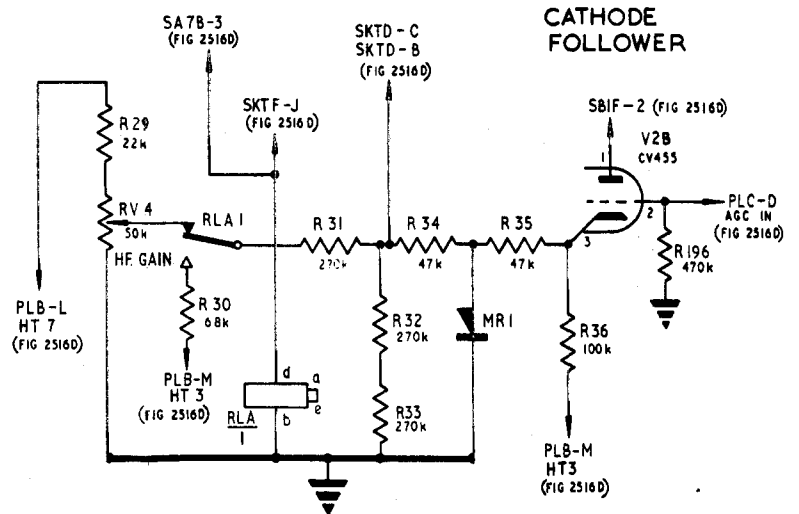 CATHODE
FOLLOWER
SA7B-3
(FIG 2516D)
SKTD-C
SKTD-B
(FIG 2516D)
SKTF-J
(FIG 2516D)
SBIF-2 (FIG 2516D)
V2B
CV455
1
2
3
R29
22k
RV4
50k
HF. GAIN
RLA1
R31
270k
R34
47k
R35
47k
PLC-D
AGC IN
(FIG 2516D)
R196
470k
PLB-L
HT 7
(FIG 2516D)
R30
68k
R32
270k
MR1
R36
100k
PLB-M
HT 3
(FIG 2516D)
d
a
e
b
RLA
1
R33
270k
PLB-M
HT3
(FIG 2516D)